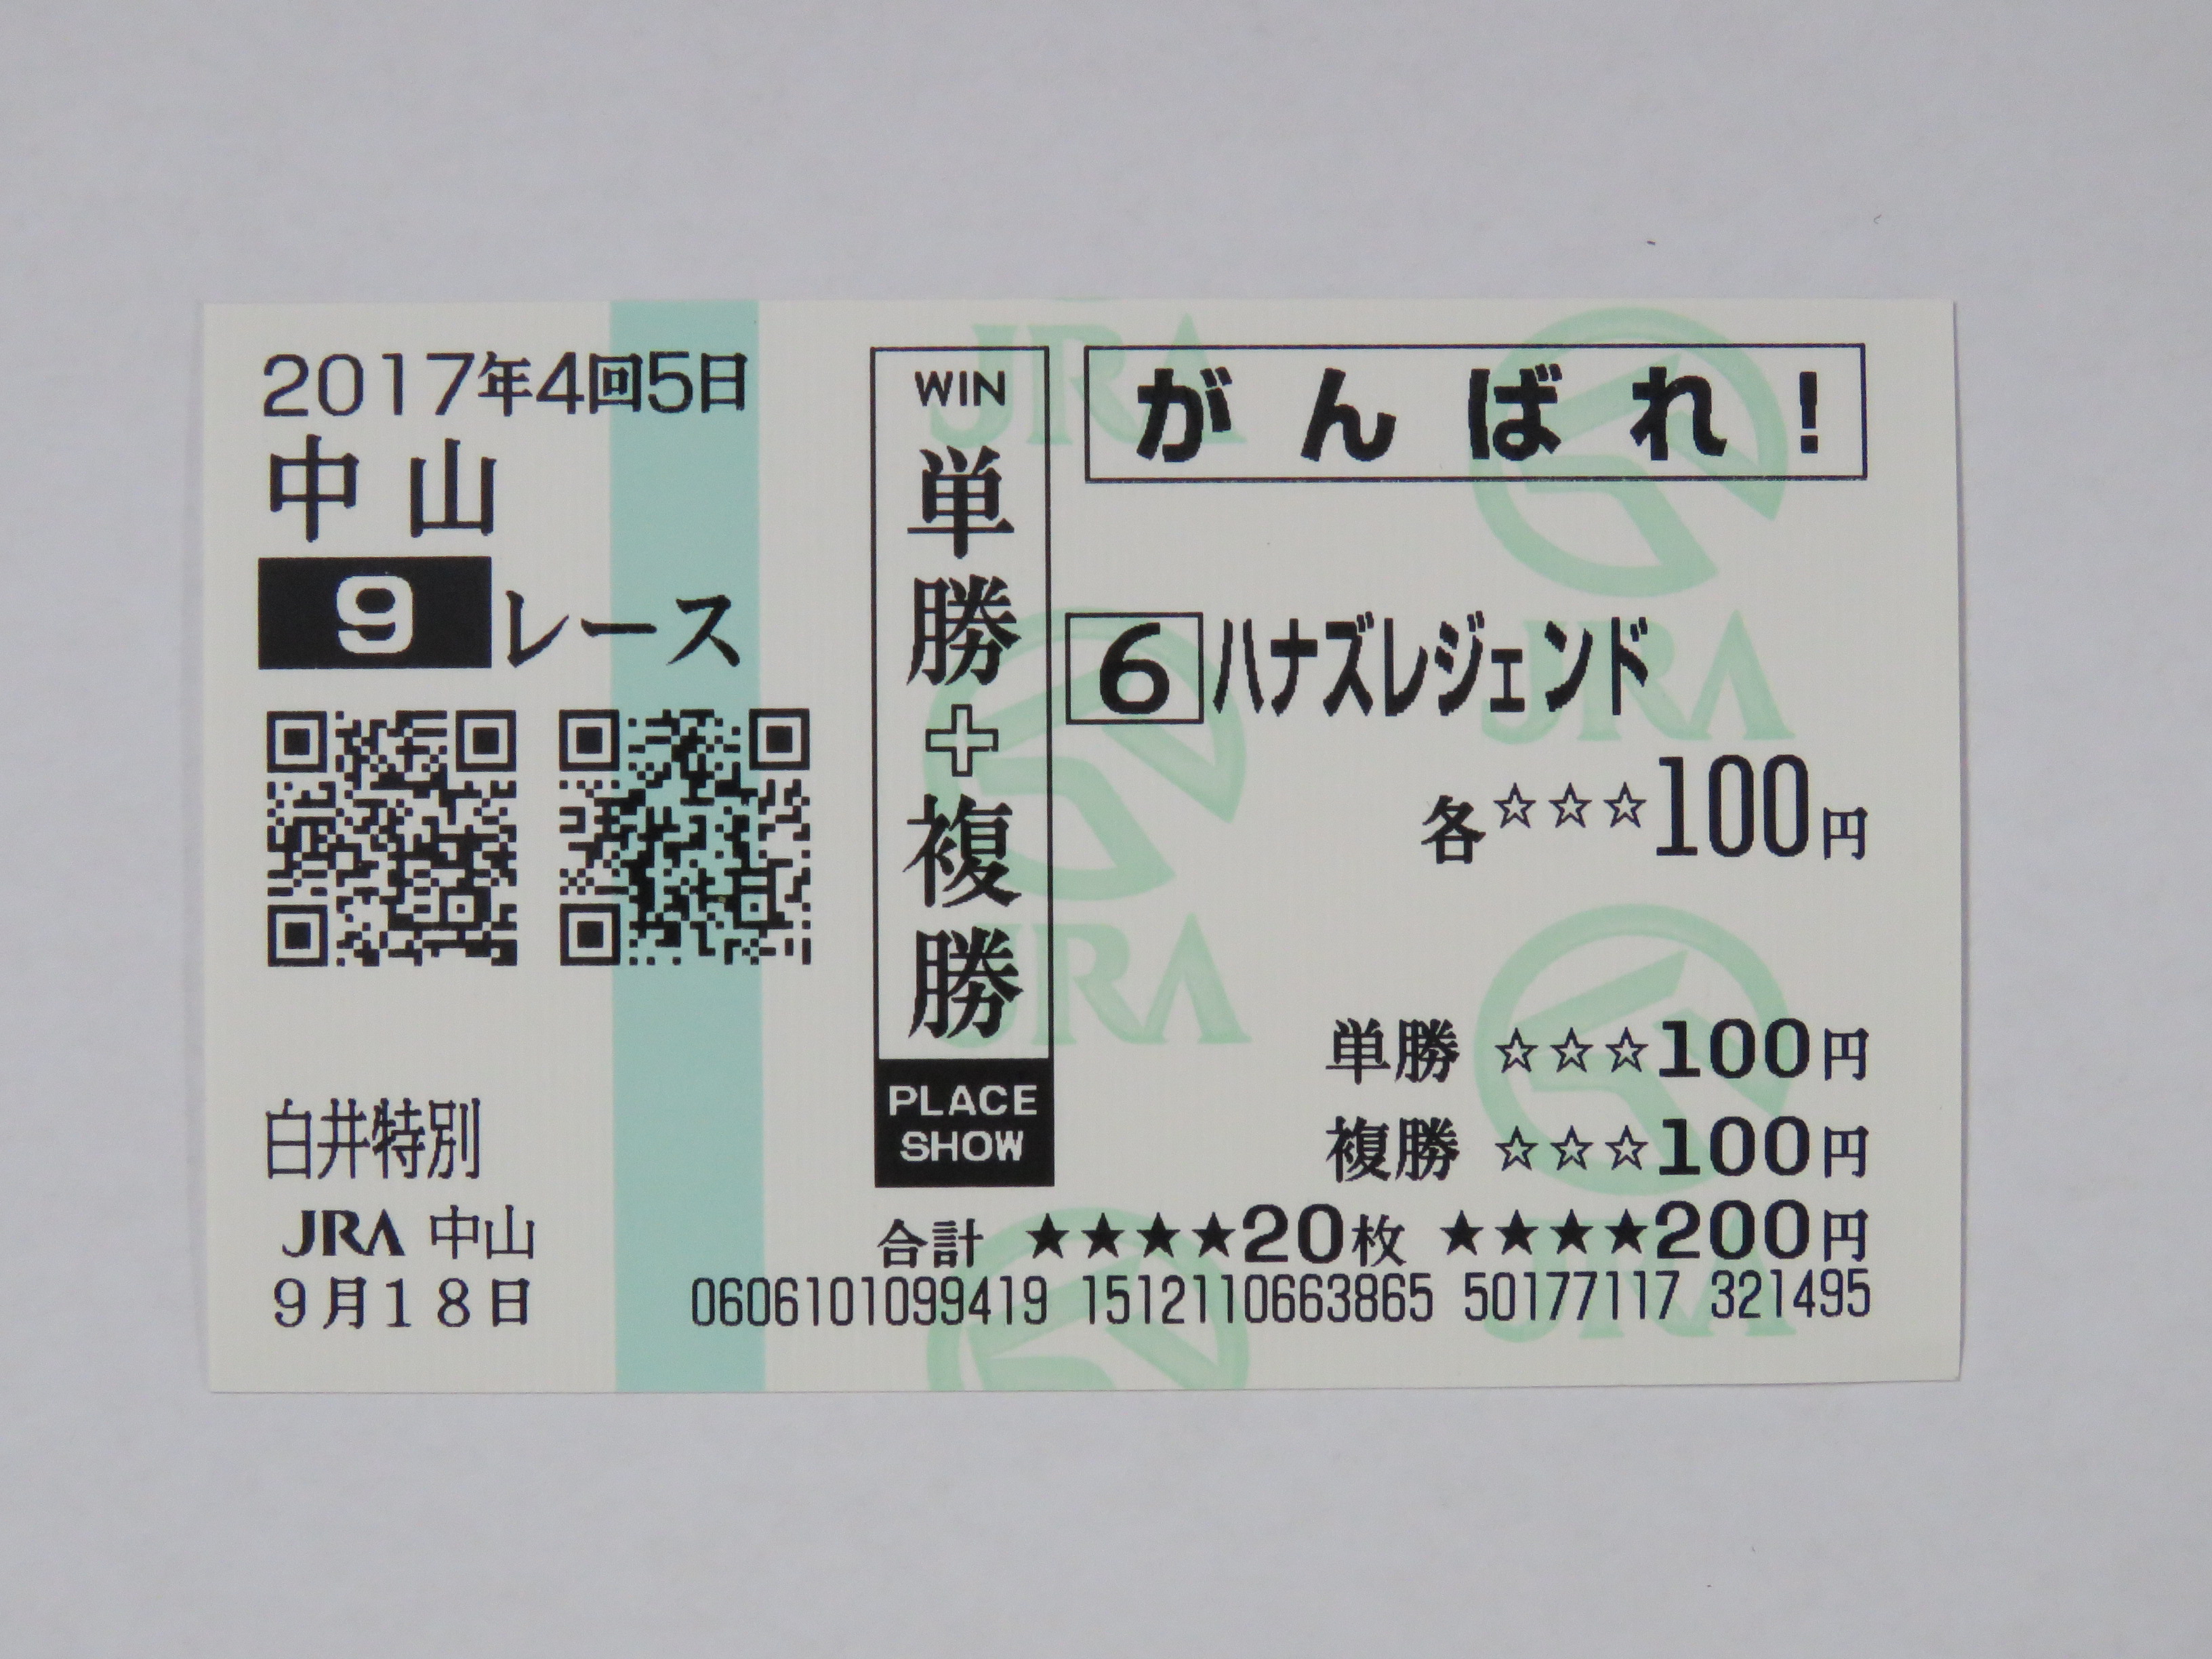 2017年4回5日
中山
9レース
白井特別
JRA 中山
9月18日
WIN
単勝+複勝
PLACE
SHOW
がんばれ!
6 ハナズレジェンド
各☆☆☆100円
単勝 ☆☆☆100円
複勝 ☆☆☆100円
合計 ★★★★20枚 ★★★★200円
0606101099419 1512110663865 50177117 321495
JRA
JRA
JRA
JRA